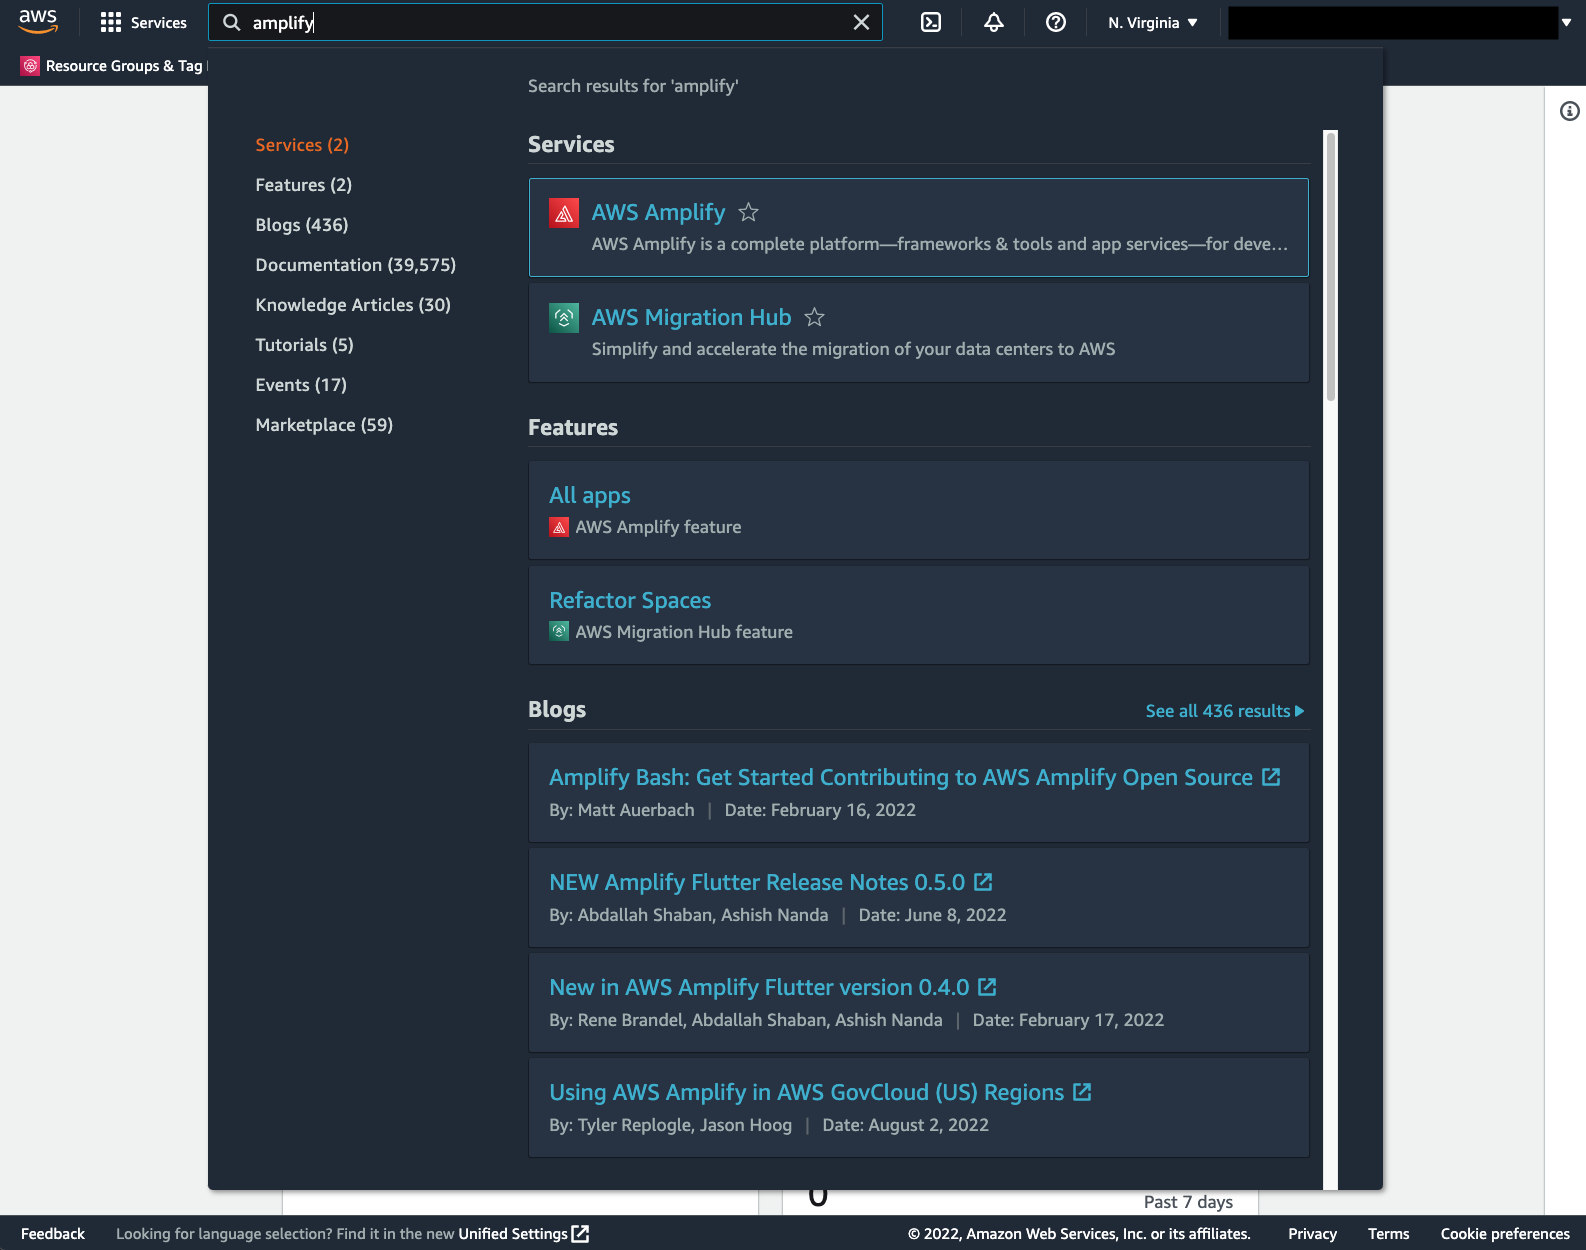 aws
Services
amplify
N. Virginia
Resource Groups & Tag
Search results for 'amplify'
Services (2)
Features (2)
Blogs (436)
Documentation (39,575)
Knowledge Articles (30)
Tutorials (5)
Events (17)
Marketplace (59)
Services
AWS Amplify
AWS Amplify is a complete platform—frameworks & tools and app services—for deve...
AWS Migration Hub
Simplify and accelerate the migration of your data centers to AWS
Features
All apps
AWS Amplify feature
Refactor Spaces
AWS Migration Hub feature
Blogs
See all 436 results
Amplify Bash: Get Started Contributing to AWS Amplify Open Source
By: Matt Auerbach | Date: February 16, 2022
NEW Amplify Flutter Release Notes 0.5.0
By: Abdallah Shaban, Ashish Nanda | Date: June 8, 2022
New in AWS Amplify Flutter version 0.4.0
By: Rene Brandel, Abdallah Shaban, Ashish Nanda | Date: February 17, 2022
Using AWS Amplify in AWS GovCloud (US) Regions
By: Tyler Replogle, Jason Hoog | Date: August 2, 2022
0
Past 7 days
Feedback
Looking for language selection? Find it in the new Unified Settings
© 2022, Amazon Web Services, Inc. or its affiliates.
Privacy
Terms
Cookie preferences